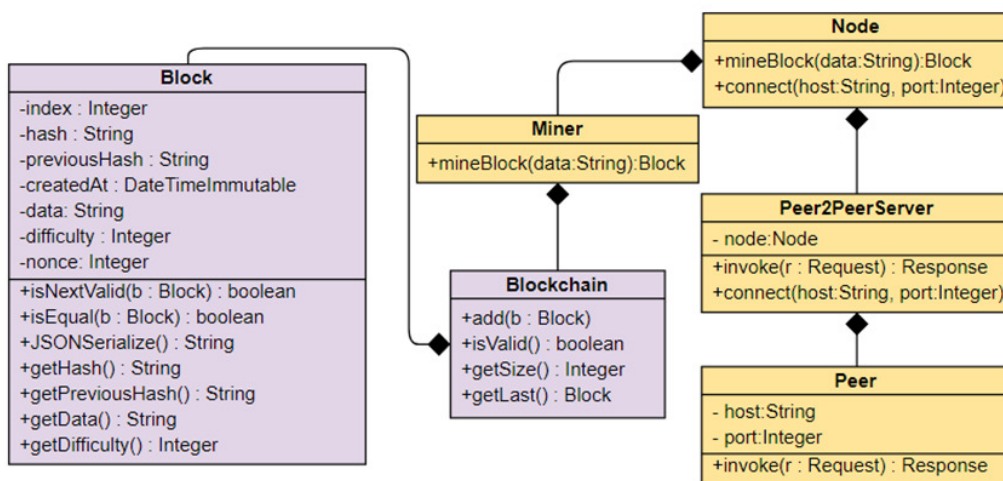 Block
-index : Integer
-hash : String
-previousHash : String
-createdAt : DateTimeImmutable
-data: String
-difficulty : Integer
-nonce: Integer
+isNextValid(b : Block) : boolean
+isEqual(b : Block) : boolean
+JSONSerialize() : String
+getHash() : String
+getPreviousHash() : String
+getData() : String
+getDifficulty() : Integer
Miner
+mineBlock(data:String):Block
Blockchain
+add(b : Block)
+isValid() : boolean
+getSize() : Integer
+getLast() : Block
Node
+mineBlock(data:String):Block
+connect(host:String, port:Integer)
Peer2PeerServer
- node:Node
+invoke(r : Request) : Response
+connect(host:String, port:Integer)
Peer
- host:String
- port:Integer
+invoke(r : Request) : Response